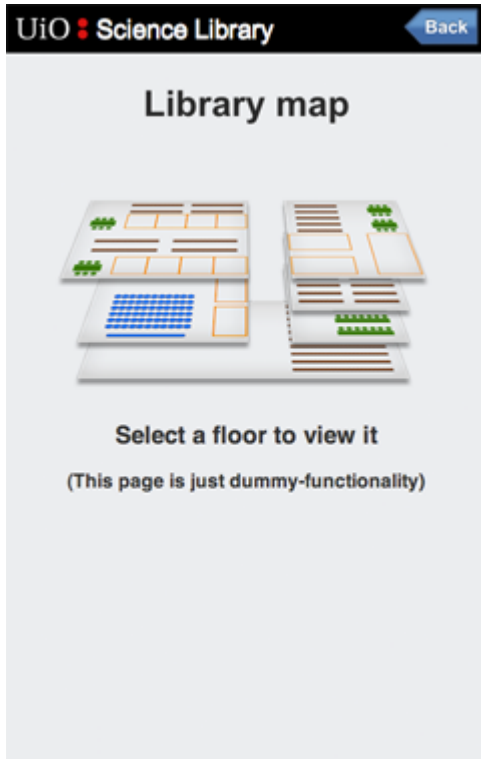 UiO : Science Library
Back
Library map
Select a floor to view it
(This page is just dummy-functionality)